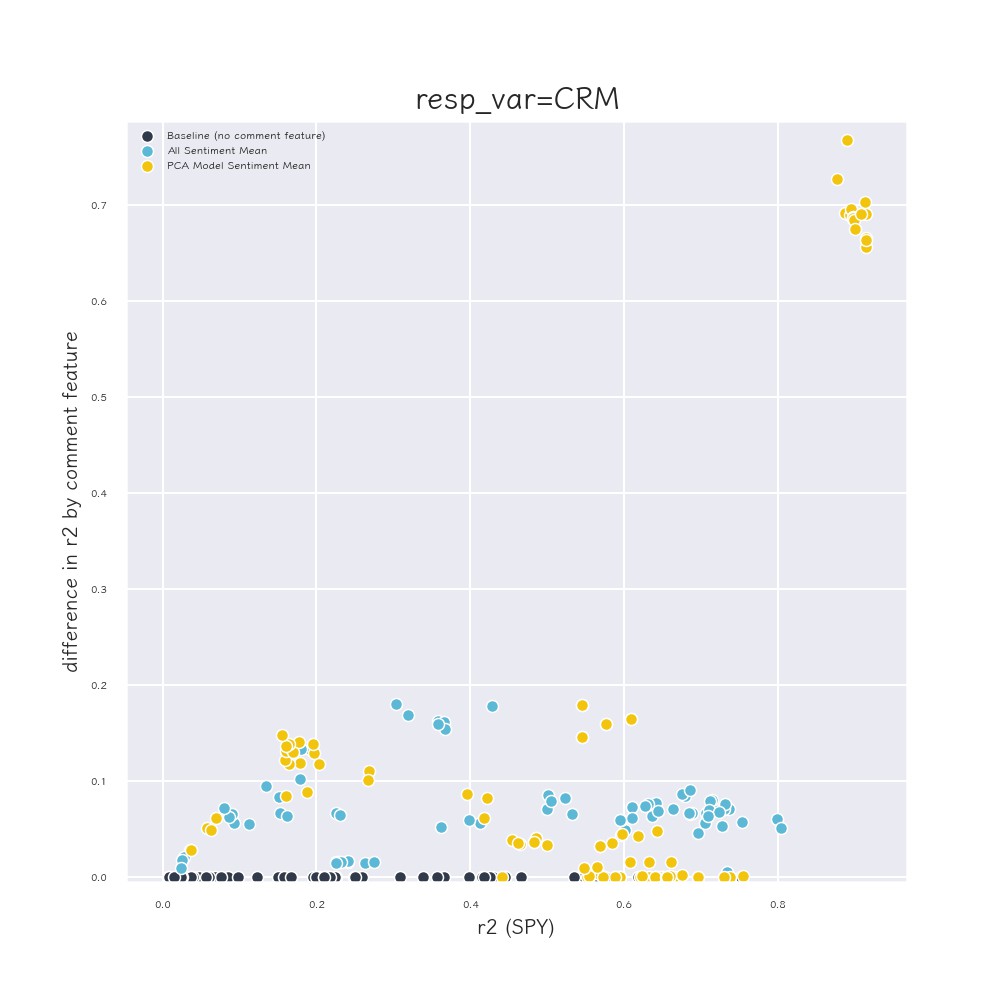 resp_var=CRM
Baseline (no comment feature)
All Sentiment Mean
PCA Model Sentiment Mean
difference in r2 by comment feature
0.7
0.6
0.5
0.4
0.3
0.2
0.1
0.0
0.0 0.2 0.4 0.6 0.8
r2 (SPY)